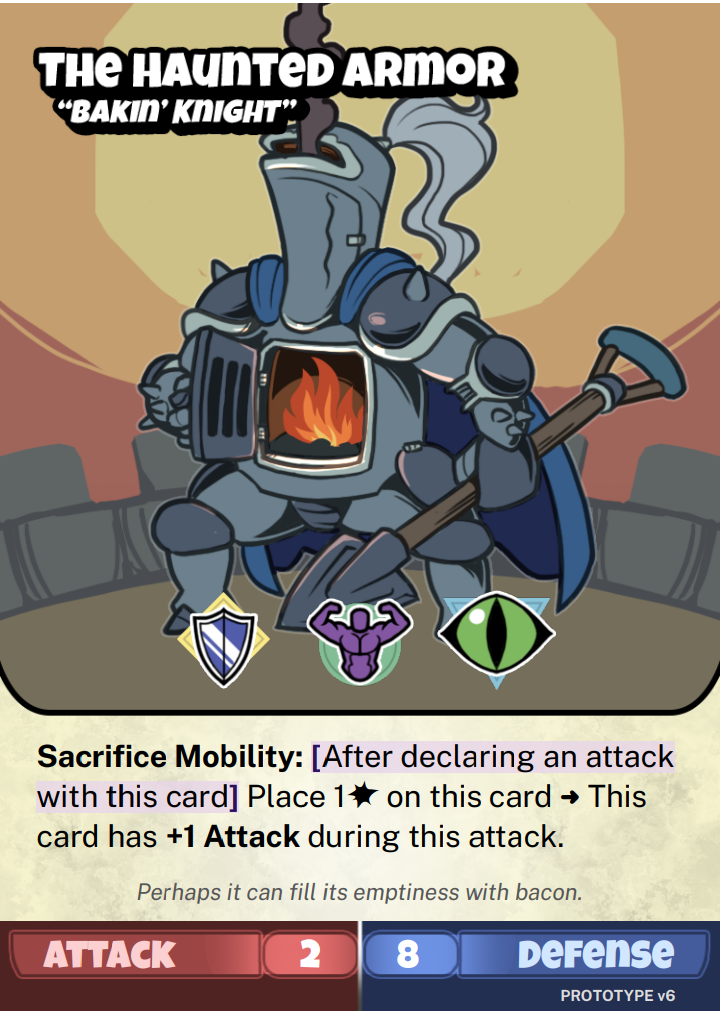 The Haunted Armor
“Bakin’ Knight”
Sacrifice Mobility: [After declaring an attack
with this card] Place 1✸ on this card ➜ This
card has +1 Attack during this attack.
Perhaps it can fill its emptiness with bacon.
ATTACK 2 8 DEFENSE
PROTOTYPE v6